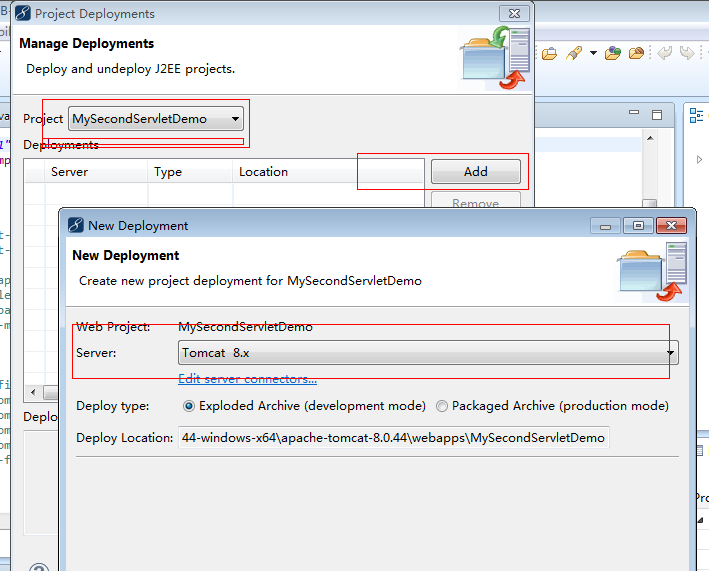 Project Deployments
Manage Deployments
Deploy and undeploy J2EE projects.
Project MySecondServletDemo
Deployments
Server Type Location Add
Remove
New Deployment
New Deployment
Create new project deployment for MySecondServletDemo
Web Project: MySecondServletDemo
Server: Tomcat 8.x
Edit server connectors...
Deploy type: Exploded Archive (development mode) Packaged Archive (production mode)
Deploy Location: 44-windows-x64\apache-tomcat-8.0.44\webapps\MySecondServletDemo
Deplo